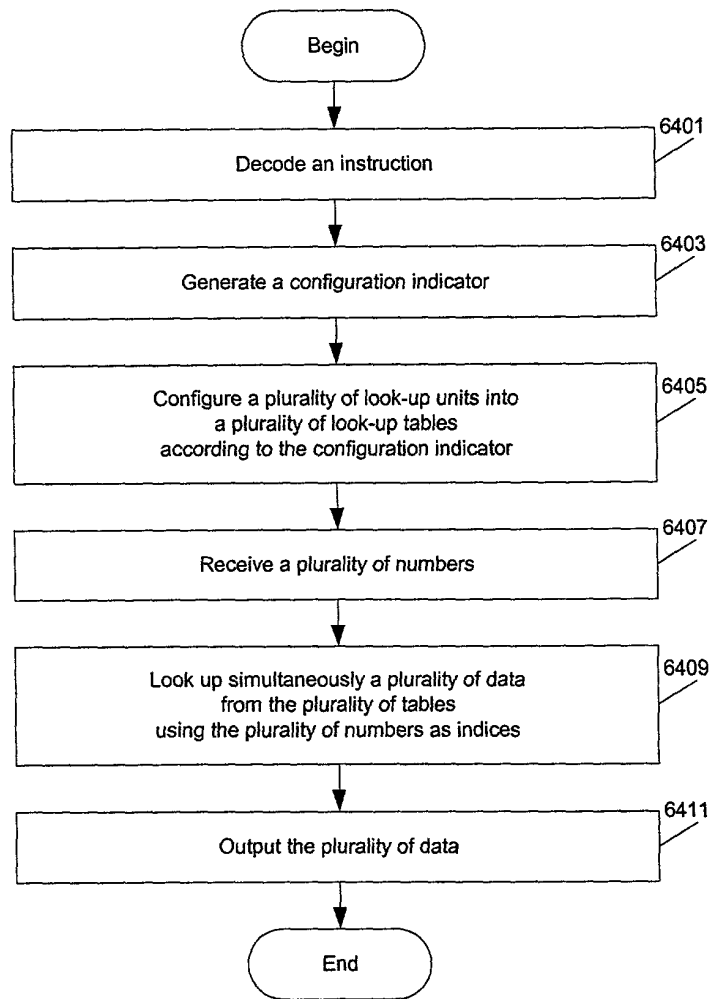 Begin
6401
Decode an instruction
6403
Generate a configuration indicator
6405
Configure a plurality of look-up units into
a plurality of look-up tables
according to the configuration indicator
6407
Receive a plurality of numbers
6409
Look up simultaneously a plurality of data
from the plurality of tables
using the plurality of numbers as indices
6411
Output the plurality of data
End